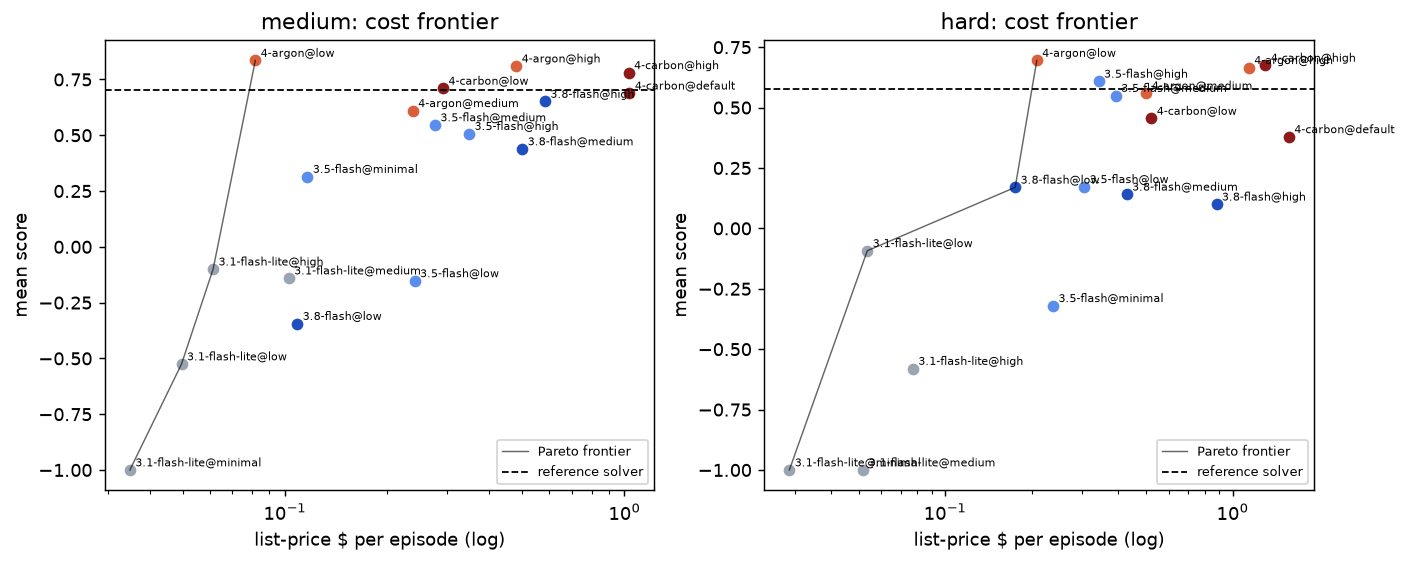 medium: cost frontier
mean score
0.75
0.50
0.25
0.00
−0.25
−0.50
−0.75
−1.00
4-argon@low
4-argon@high
4-carbon@high
4-carbon@low
4-carbon@default
3.8-flash@high
4-argon@medium
3.5-flash@medium
3.5-flash@high
3.8-flash@medium
3.5-flash@minimal
3.1-flash-lite@high
3.1-flash-lite@medium
3.5-flash@low
3.8-flash@low
3.1-flash-lite@low
3.1-flash-lite@minimal
Pareto frontier
reference solver
10⁻¹
10⁰
list-price $ per episode (log)
hard: cost frontier
mean score
0.75
0.50
0.25
0.00
−0.25
−0.50
−0.75
−1.00
4-argon@low
4-carbon@high
4-argon@high
3.5-flash@high
3.5-flash@medium
4-argon@medium
4-carbon@low
4-carbon@default
3.8-flash@low
3.5-flash@low
3.8-flash@medium
3.8-flash@high
3.1-flash-lite@low
3.5-flash@minimal
3.1-flash-lite@high
3.1-flash-lite@minimal
3.1-flash-lite@medium
Pareto frontier
reference solver
10⁻¹
10⁰
list-price $ per episode (log)